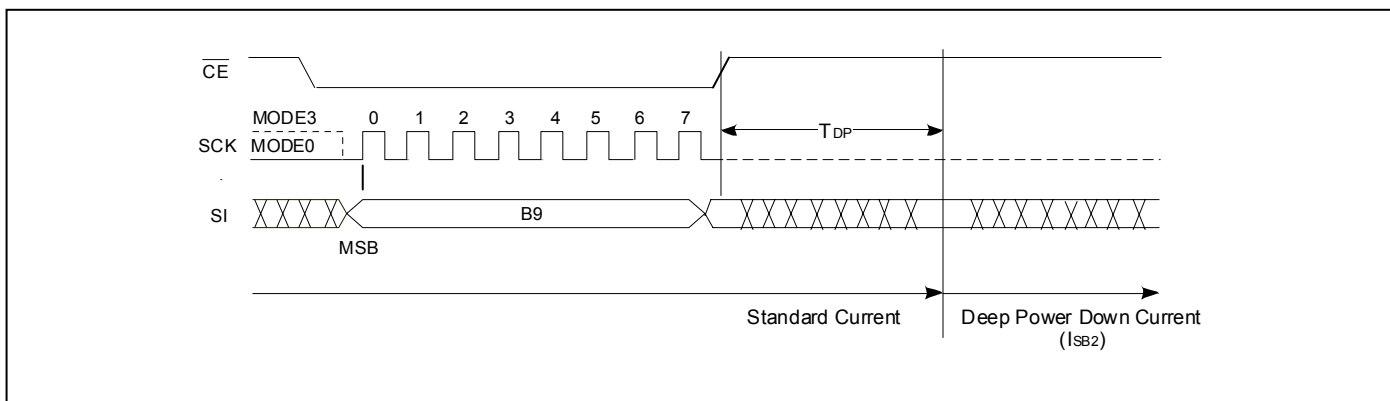 CE
MODE3
0 1 2 3 4 5 6 7
SCK
MODE0
TDP
SI
B9
MSB
Standard Current
Deep Power Down Current
(ISB2)